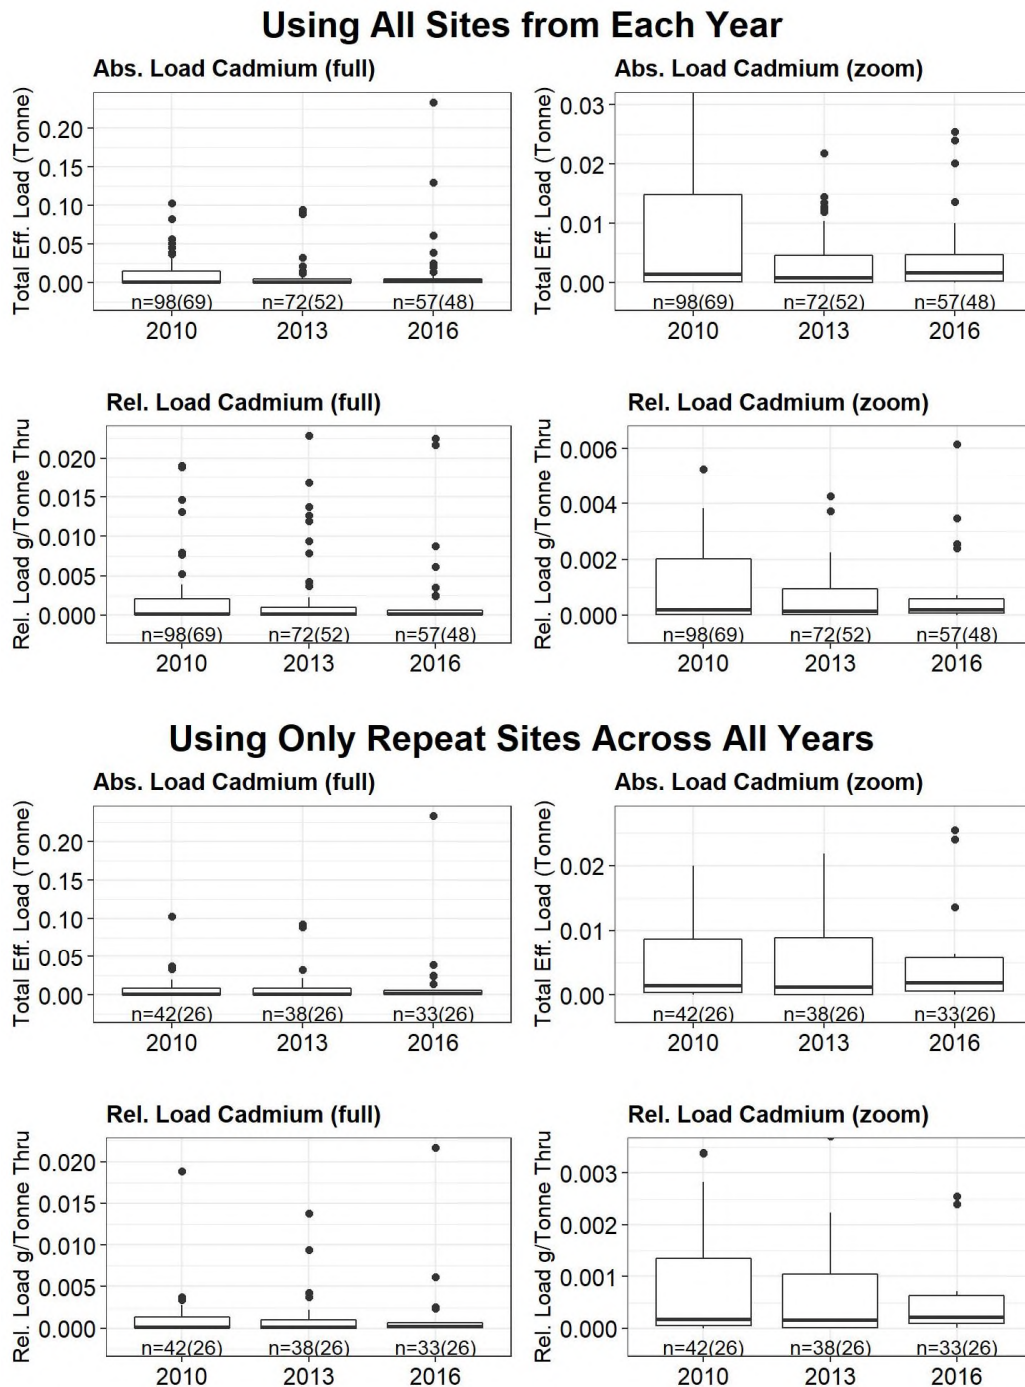 Using All Sites from Each Year
Abs. Load Cadmium (full)
Total Eff. Load (Tonne)
0.20
0.15
0.10
0.05
0.00
n=98(69) n=72(52) n=57(48)
2010 2013 2016
Abs. Load Cadmium (zoom)
Total Eff. Load (Tonne)
0.03
0.02
0.01
0.00
n=98(69) n=72(52) n=57(48)
2010 2013 2016
Rel. Load Cadmium (full)
Rel. Load g/Tonne Thru
0.020
0.015
0.010
0.005
0.000
n=98(69) n=72(52) n=57(48)
2010 2013 2016
Rel. Load Cadmium (zoom)
Rel. Load g/Tonne Thru
0.006
0.004
0.002
0.000
n=98(69) n=72(52) n=57(48)
2010 2013 2016
Using Only Repeat Sites Across All Years
Abs. Load Cadmium (full)
Total Eff. Load (Tonne)
0.20
0.15
0.10
0.05
0.00
n=42(26) n=38(26) n=33(26)
2010 2013 2016
Abs. Load Cadmium (zoom)
Total Eff. Load (Tonne)
0.02
0.01
0.00
n=42(26) n=38(26) n=33(26)
2010 2013 2016
Rel. Load Cadmium (full)
Rel. Load g/Tonne Thru
0.020
0.015
0.010
0.005
0.000
n=42(26) n=38(26) n=33(26)
2010 2013 2016
Rel. Load Cadmium (zoom)
Rel. Load g/Tonne Thru
0.003
0.002
0.001
0.000
n=42(26) n=38(26) n=33(26)
2010 2013 2016